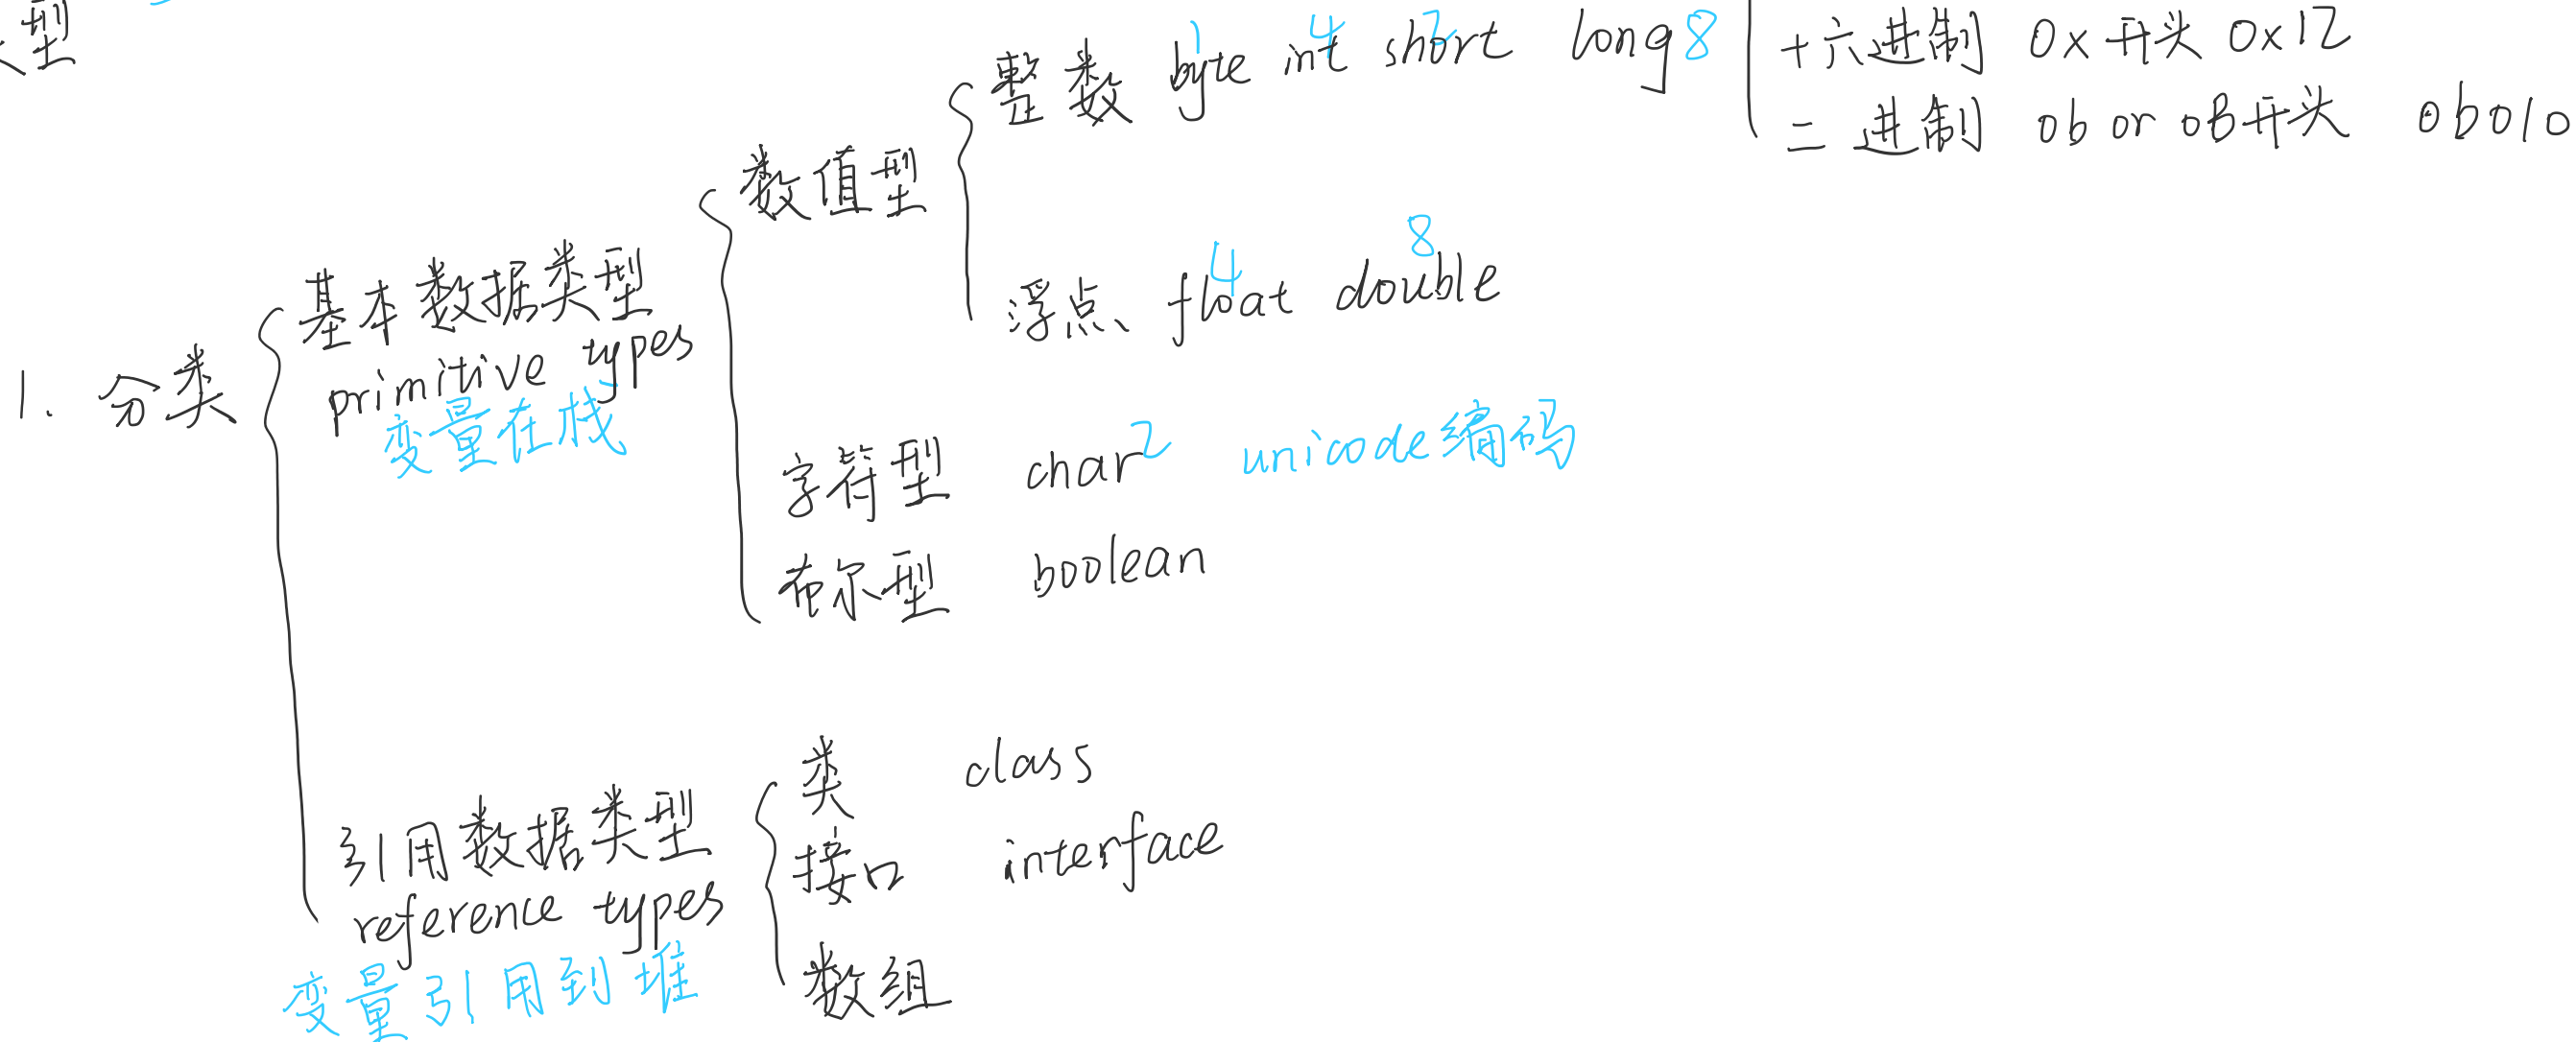 型
整数 byte 1 int 4 short 2 long 8
十六进制 0x 开头 0x12
二进制 0b or 0B开头 0b010
数值型
浮点、 float 4 double 8
基本数据类型
primitive types
变量在栈
1. 分类
字符型 char 2 unicode编码
布尔型 boolean
类 class
引用数据类型
接口 interface
reference types
变量引用到堆
数组